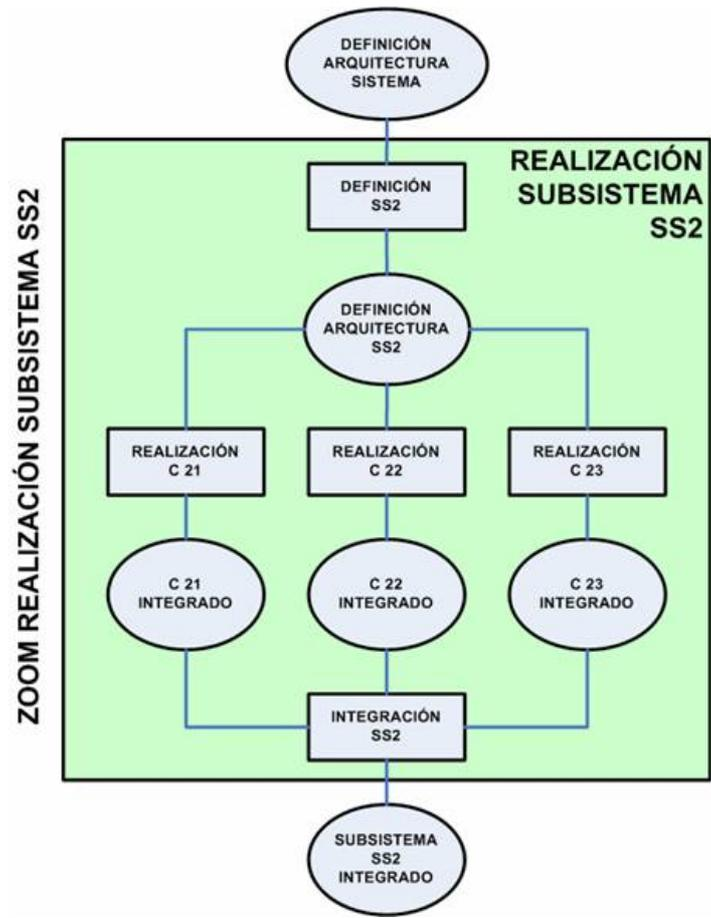 DEFINICIÓN
ARQUITECTURA
SISTEMA
ZOOM REALIZACIÓN SUBSISTEMA SS2
REALIZACIÓN
SUBSISTEMA
SS2
DEFINICIÓN
SS2
DEFINICIÓN
ARQUITECTURA
SS2
REALIZACIÓN
C 21
REALIZACIÓN
C 22
REALIZACIÓN
C 23
C 21
INTEGRADO
C 22
INTEGRADO
C 23
INTEGRADO
INTEGRACIÓN
SS2
SUBSISTEMA
SS2
INTEGRADO